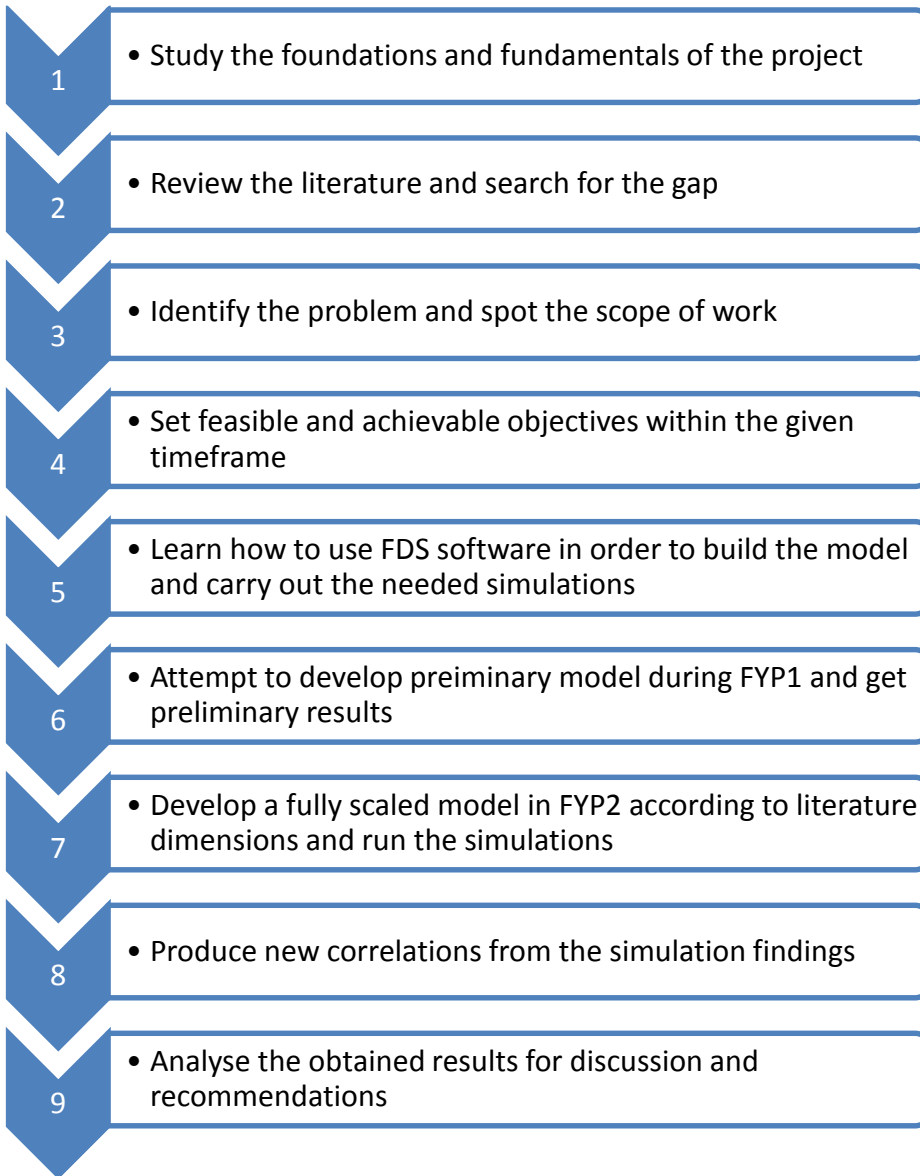 1
• Study the foundations and fundamentals of the project
2
• Review the literature and search for the gap
3
• Identify the problem and spot the scope of work
4
• Set feasible and achievable objectives within the given
timeframe
5
• Learn how to use FDS software in order to build the model
and carry out the needed simulations
6
• Attempt to develop preiminary model during FYP1 and get
preliminary results
7
• Develop a fully scaled model in FYP2 according to literature
dimensions and run the simulations
8
• Produce new correlations from the simulation findings
9
• Analyse the obtained results for discussion and
recommendations